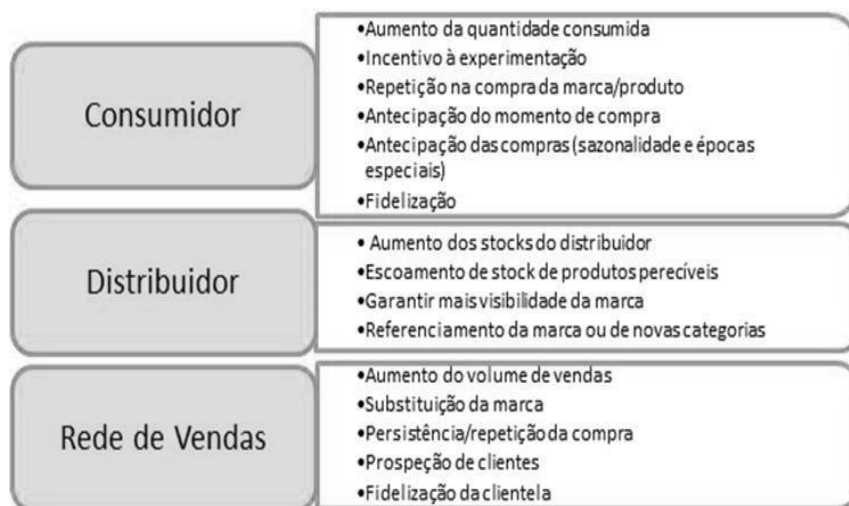 Consumidor
•Aumento da quantidade consumida
•Incentivo à experimentação
•Repetição na compra da marca/produto
•Antecipação do momento de compra
•Antecipação das compras (sazonalidade e épocas
especiais)
•Fidelização
Distribuidor
• Aumento dos stocks do distribuidor
•Escoamento de stock de produtos perecíveis
•Garantir mais visibilidade da marca
•Referenciamento da marca ou de novas categorias
Rede de Vendas
•Aumento do volume de vendas
•Substituição da marca
•Persistência/repetição da compra
•Prospeção de clientes
•Fidelização da clientela